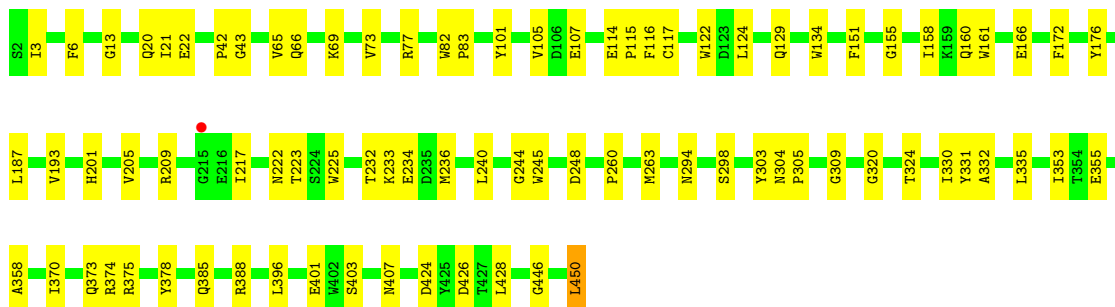 S2 I3 F6 G13 Q20 I21 E22 P42 G43 V65 Q66 K69 V73 R77 W82 P83 Y101 V105 D106 E107 E114 P115 F116 C117 W122 D123 L124 Q129 W134 F151 G155 I158 K159 Q160 W161 E166 F172 Y176
L187 V193 H201 V205 R209 G215 E216 I217 N222 T223 S224 W225 T232 K233 E234 D235 M236 L240 G244 W245 D248 P260 M263 N294 S298 Y303 N304 P305 G309 G320 T324 I330 Y331 A332 L335 I353 T354 E355
A358 I370 Q373 R374 R375 Y378 Q385 R388 L396 E401 W402 S403 N407 D424 Y425 D426 T427 L428 G446 L450